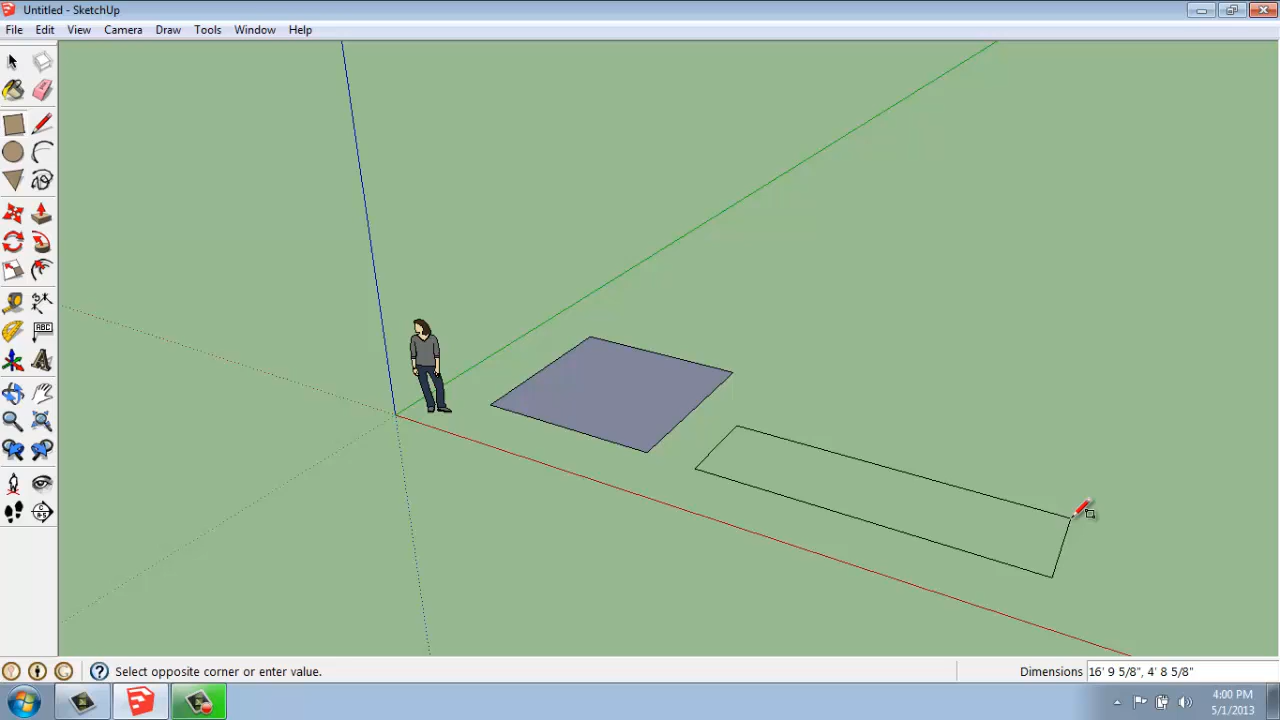 Untitled - SketchUp
File Edit View Camera Draw Tools Window Help
ABC
A
Select opposite corner or enter value.
Dimensions 16' 9 5/8", 4' 8 5/8"
4:00 PM
5/1/2013